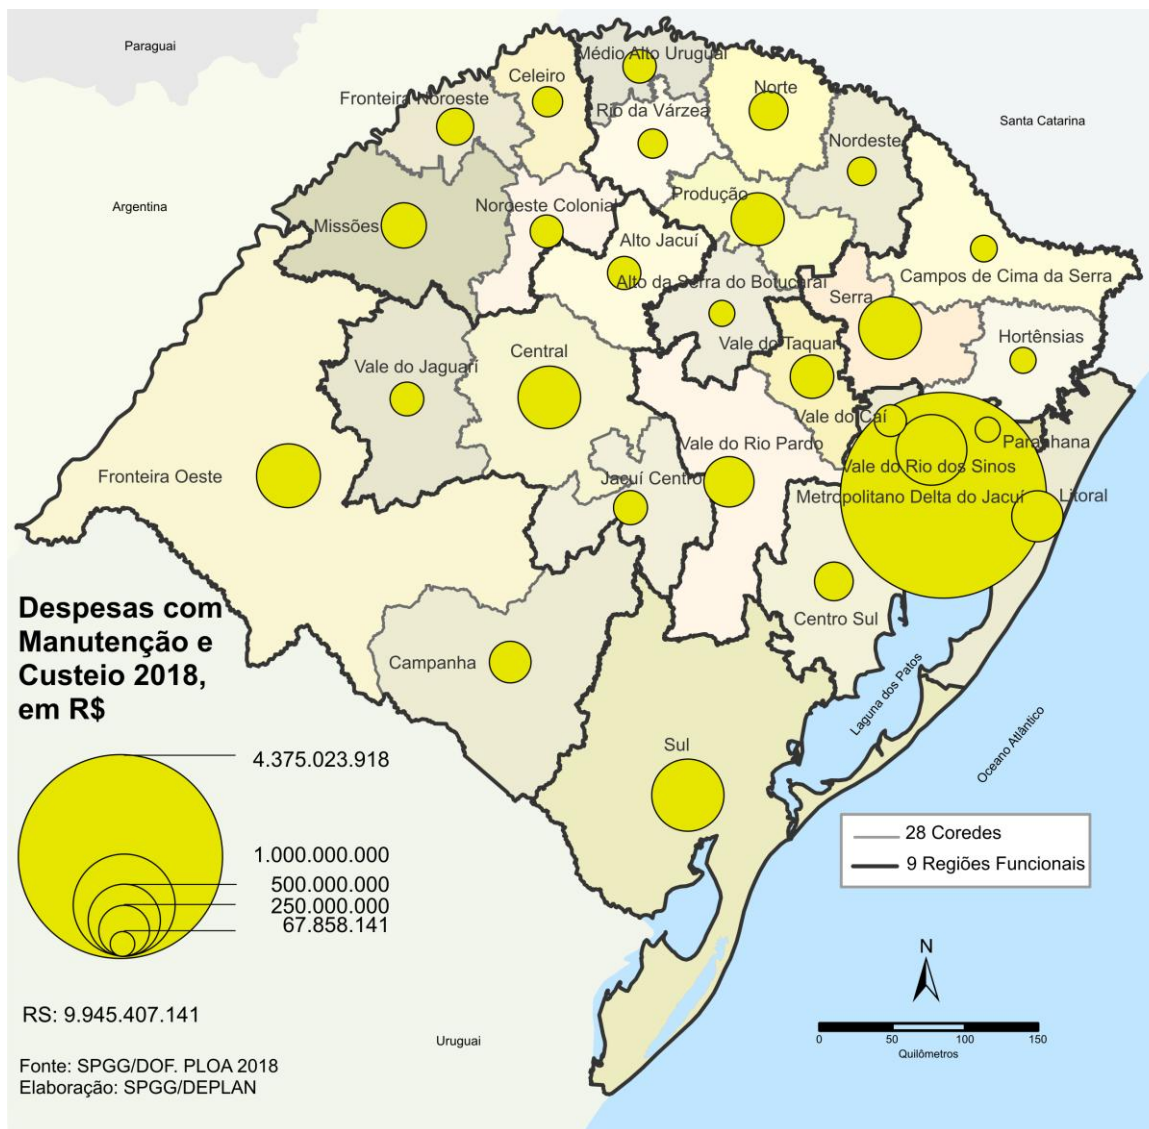 Paraguai
Médio Alto Uruguai
Celeiro
Norte
Fronteira Noroeste
Rio da Várzea
Santa Catarina
Nordeste
Argentina
Produção
Noroeste Colonial
Missões
Alto Jacuí
Campos de Cima da Serra
Alto da Serra do Botucaraí
Serra
Hortênsias
Vale do Taquari
Central
Vale do Jaguari
Vale do Caí
Paranhana
Vale do Rio Pardo
Vale do Rio dos Sinos
Fronteira Oeste
Jacuí Centro
Metropolitano Delta do Jacuí
Litoral
Centro Sul
Campanha
Laguna dos Patos
Oceano Atlântico
Sul
Despesas com
Manutenção e
Custeio 2018,
em R$
4.375.023.918
1.000.000.000
500.000.000
250.000.000
67.858.141
28 Coredes
9 Regiões Funcionais
N
0 50 100 150
Quilômetros
RS: 9.945.407.141
Uruguai
Fonte: SPGG/DOF. PLOA 2018
Elaboração: SPGG/DEPLAN